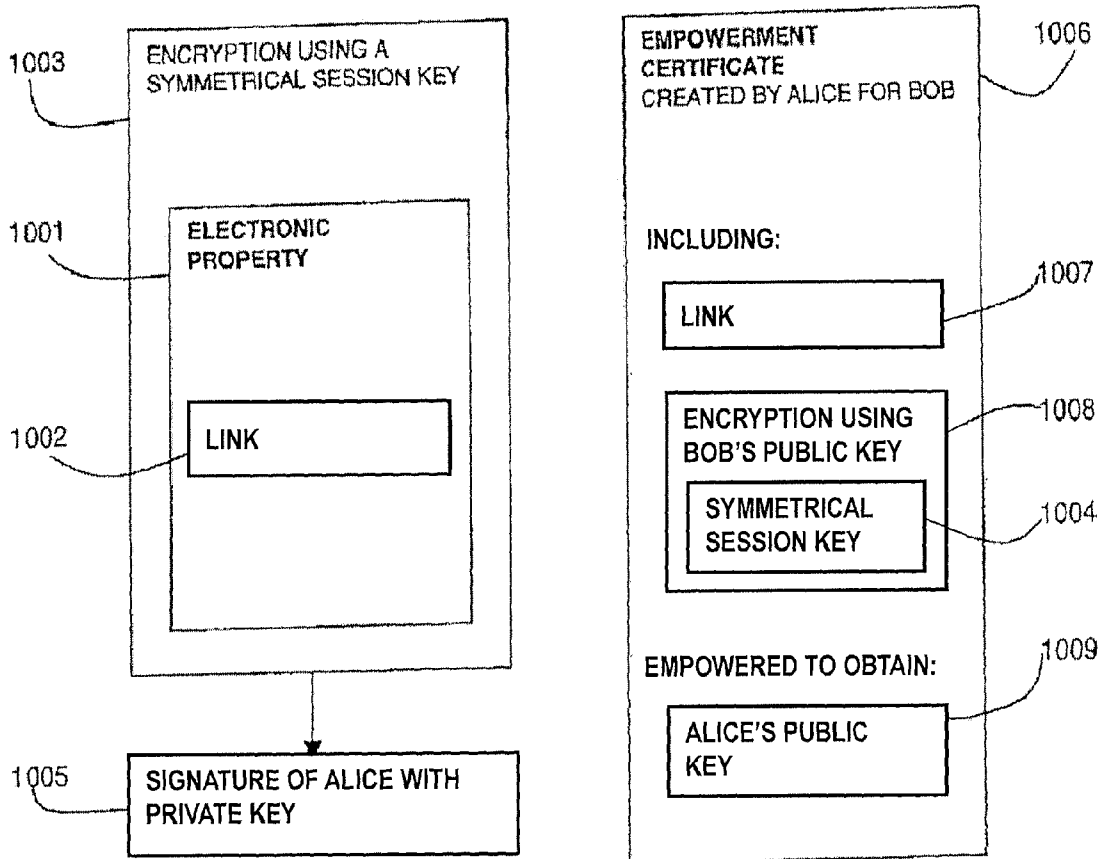 1003
ENCRYPTION USING A
SYMMETRICAL SESSION KEY
1001
ELECTRONIC
PROPERTY
1002
LINK
1005
SIGNATURE OF ALICE WITH
PRIVATE KEY
EMPOWERMENT
CERTIFICATE
CREATED BY ALICE FOR BOB
1006
INCLUDING:
LINK
1007
ENCRYPTION USING
BOB'S PUBLIC KEY
1008
SYMMETRICAL
SESSION KEY
1004
EMPOWERED TO OBTAIN:
1009
ALICE'S PUBLIC
KEY